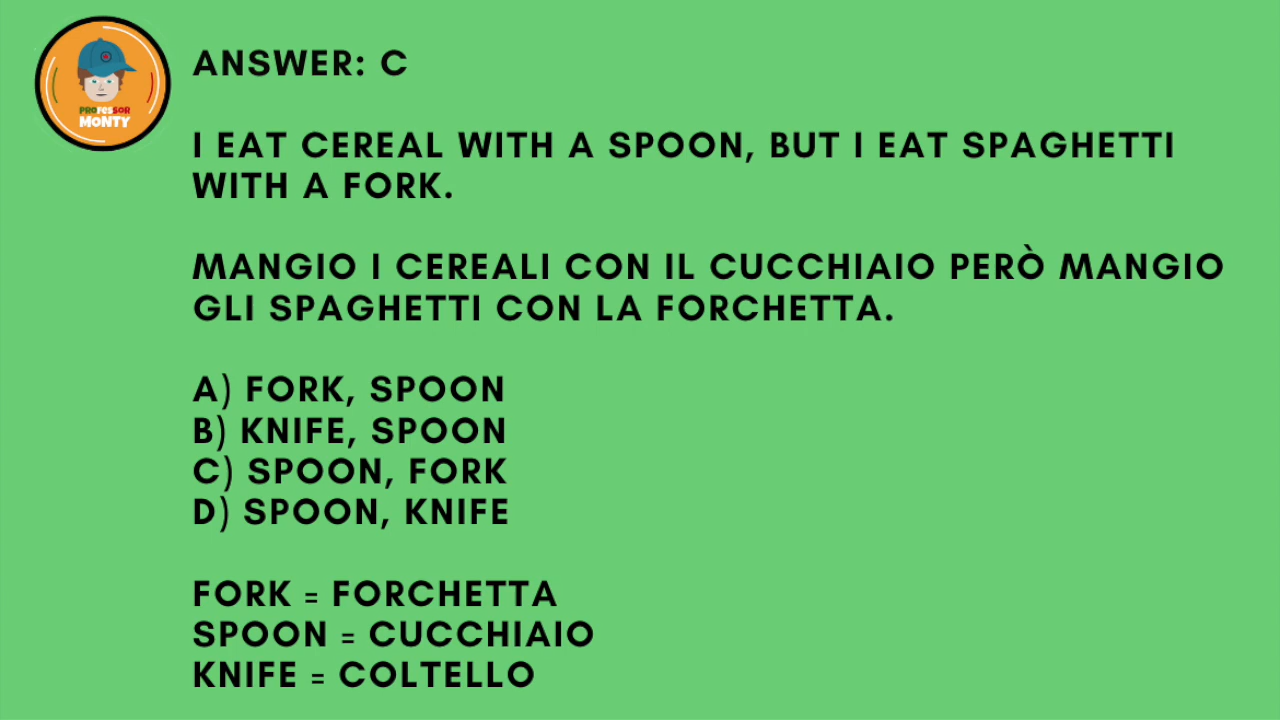 PROFESSOR
MONTY
ANSWER: C
I EAT CEREAL WITH A SPOON, BUT I EAT SPAGHETTI
WITH A FORK.
MANGIO I CEREALI CON IL CUCCHIAIO PERÒ MANGIO
GLI SPAGHETTI CON LA FORCHETTA.
A) FORK, SPOON
B) KNIFE, SPOON
C) SPOON, FORK
D) SPOON, KNIFE
FORK = FORCHETTA
SPOON = CUCCHIAIO
KNIFE = COLTELLO